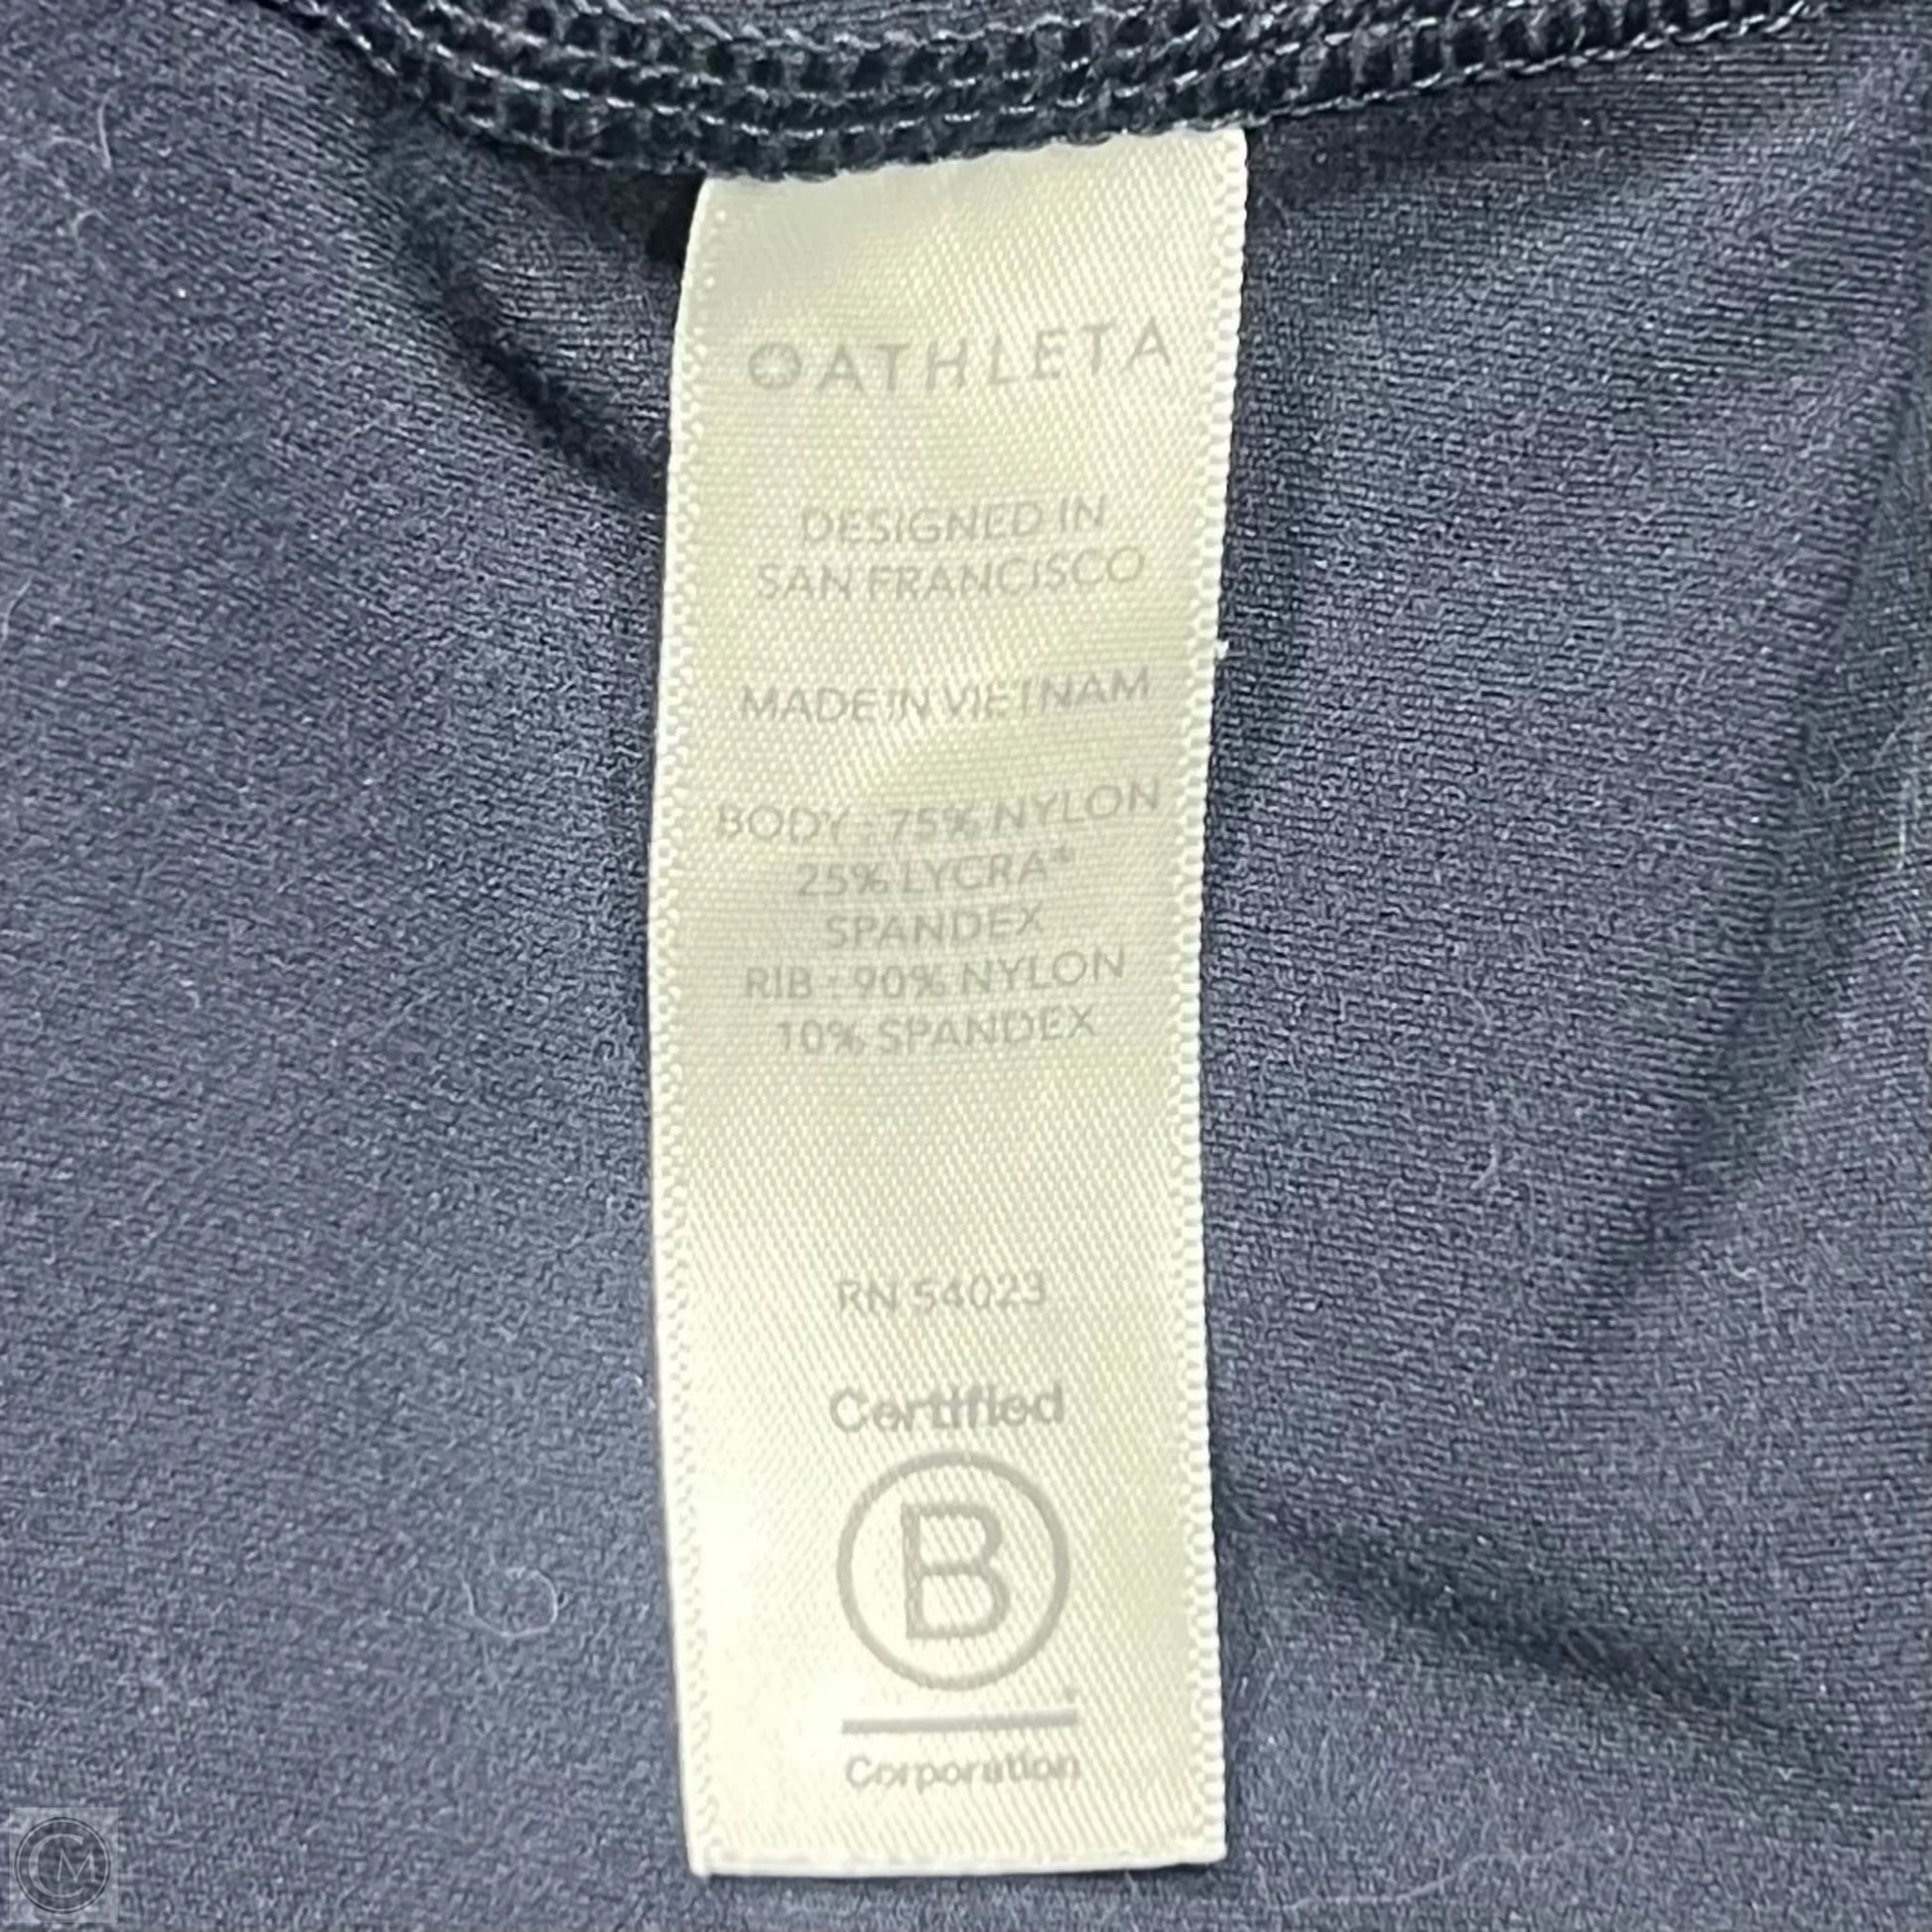 ATHLETA
DESIGNED IN
SAN FRANCISCO
MADE IN VIETNAM
BODY : 75% NYLON
25% LYCRA®
SPANDEX
RIB : 90% NYLON
10% SPANDEX
RN 54023
Certified
B
Corporation
CM